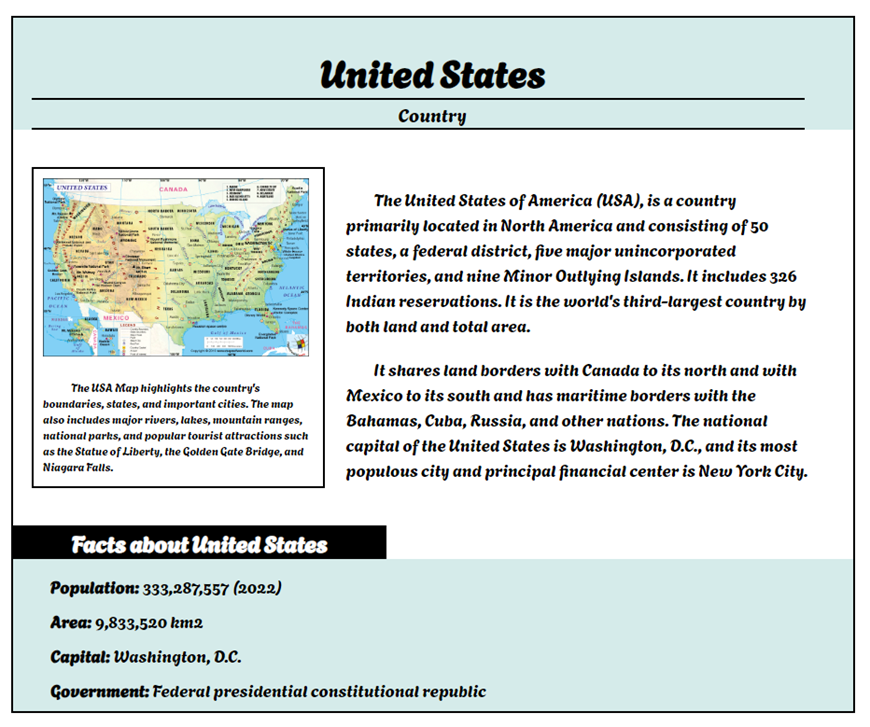 United States
Country
UNITED STATES
CANADA
MEXICO
PACIFIC
OCEAN
ATLANTIC
OCEAN
Gulf of Mexico
The USA Map highlights the country's
boundaries, states, and important cities. The map
also includes major rivers, lakes, mountain ranges,
national parks, and popular tourist attractions such
as the Statue of Liberty, the Golden Gate Bridge, and
Niagara Falls.
The United States of America (USA), is a country
primarily located in North America and consisting of 50
states, a federal district, five major unincorporated
territories, and nine Minor Outlying Islands. It includes 326
Indian reservations. It is the world's third-largest country by
both land and total area.
It shares land borders with Canada to its north and with
Mexico to its south and has maritime borders with the
Bahamas, Cuba, Russia, and other nations. The national
capital of the United States is Washington, D.C., and its most
populous city and principal financial center is New York City.
Facts about United States
Population: 333,287,557 (2022)
Area: 9,833,520 km2
Capital: Washington, D.C.
Government: Federal presidential constitutional republic